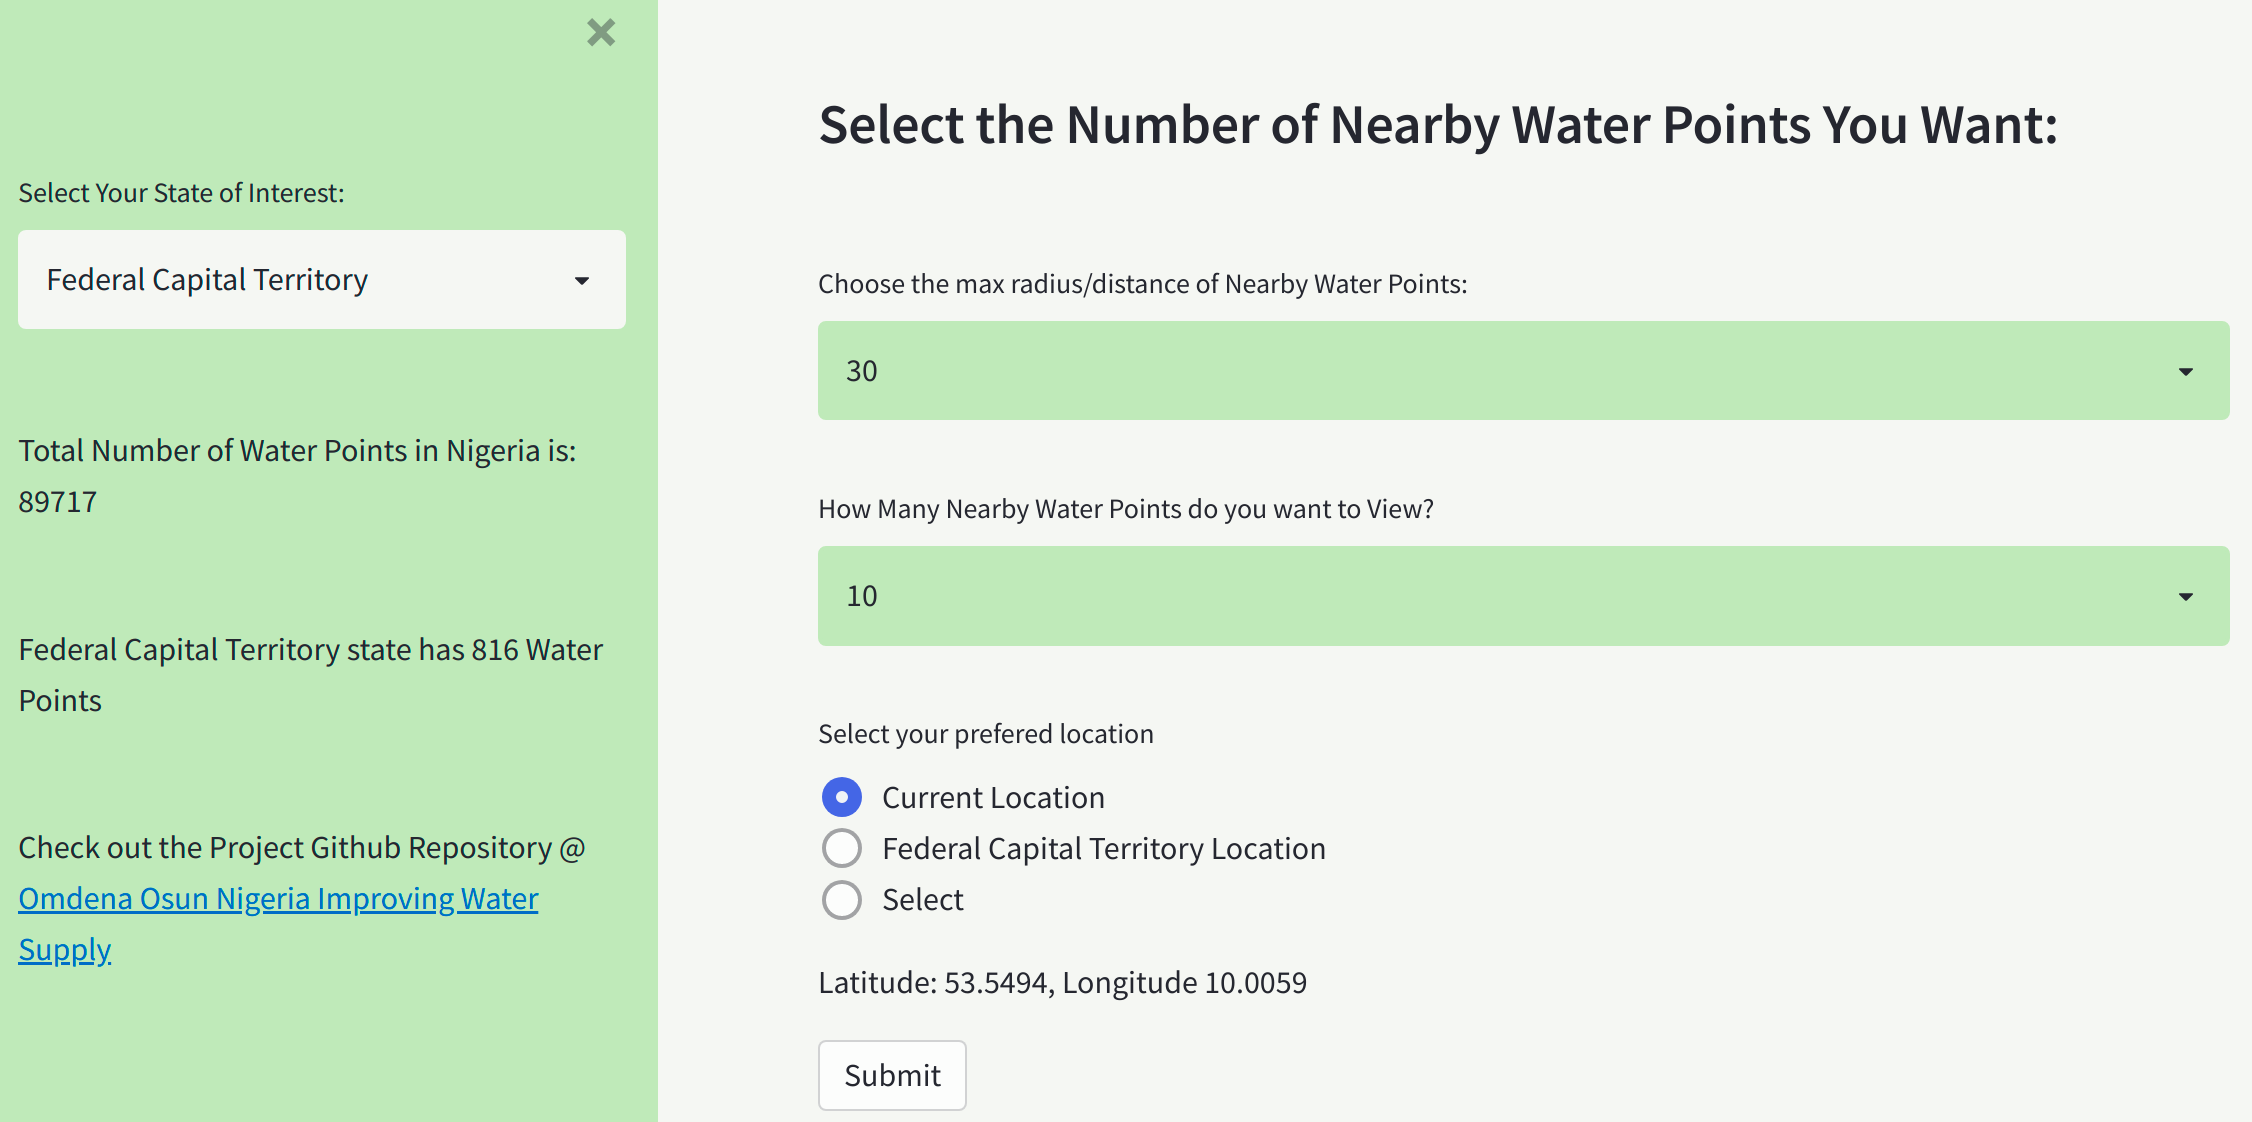 Select Your State of Interest:
Federal Capital Territory
Total Number of Water Points in Nigeria is:
89717
Federal Capital Territory state has 816 Water
Points
Check out the Project Github Repository @
Omdena Osun Nigeria Improving Water
Supply
Select the Number of Nearby Water Points You Want:
Choose the max radius/distance of Nearby Water Points:
30
How Many Nearby Water Points do you want to View?
10
Select your prefered location
Current Location
Federal Capital Territory Location
Select
Latitude: 53.5494, Longitude 10.0059
Submit